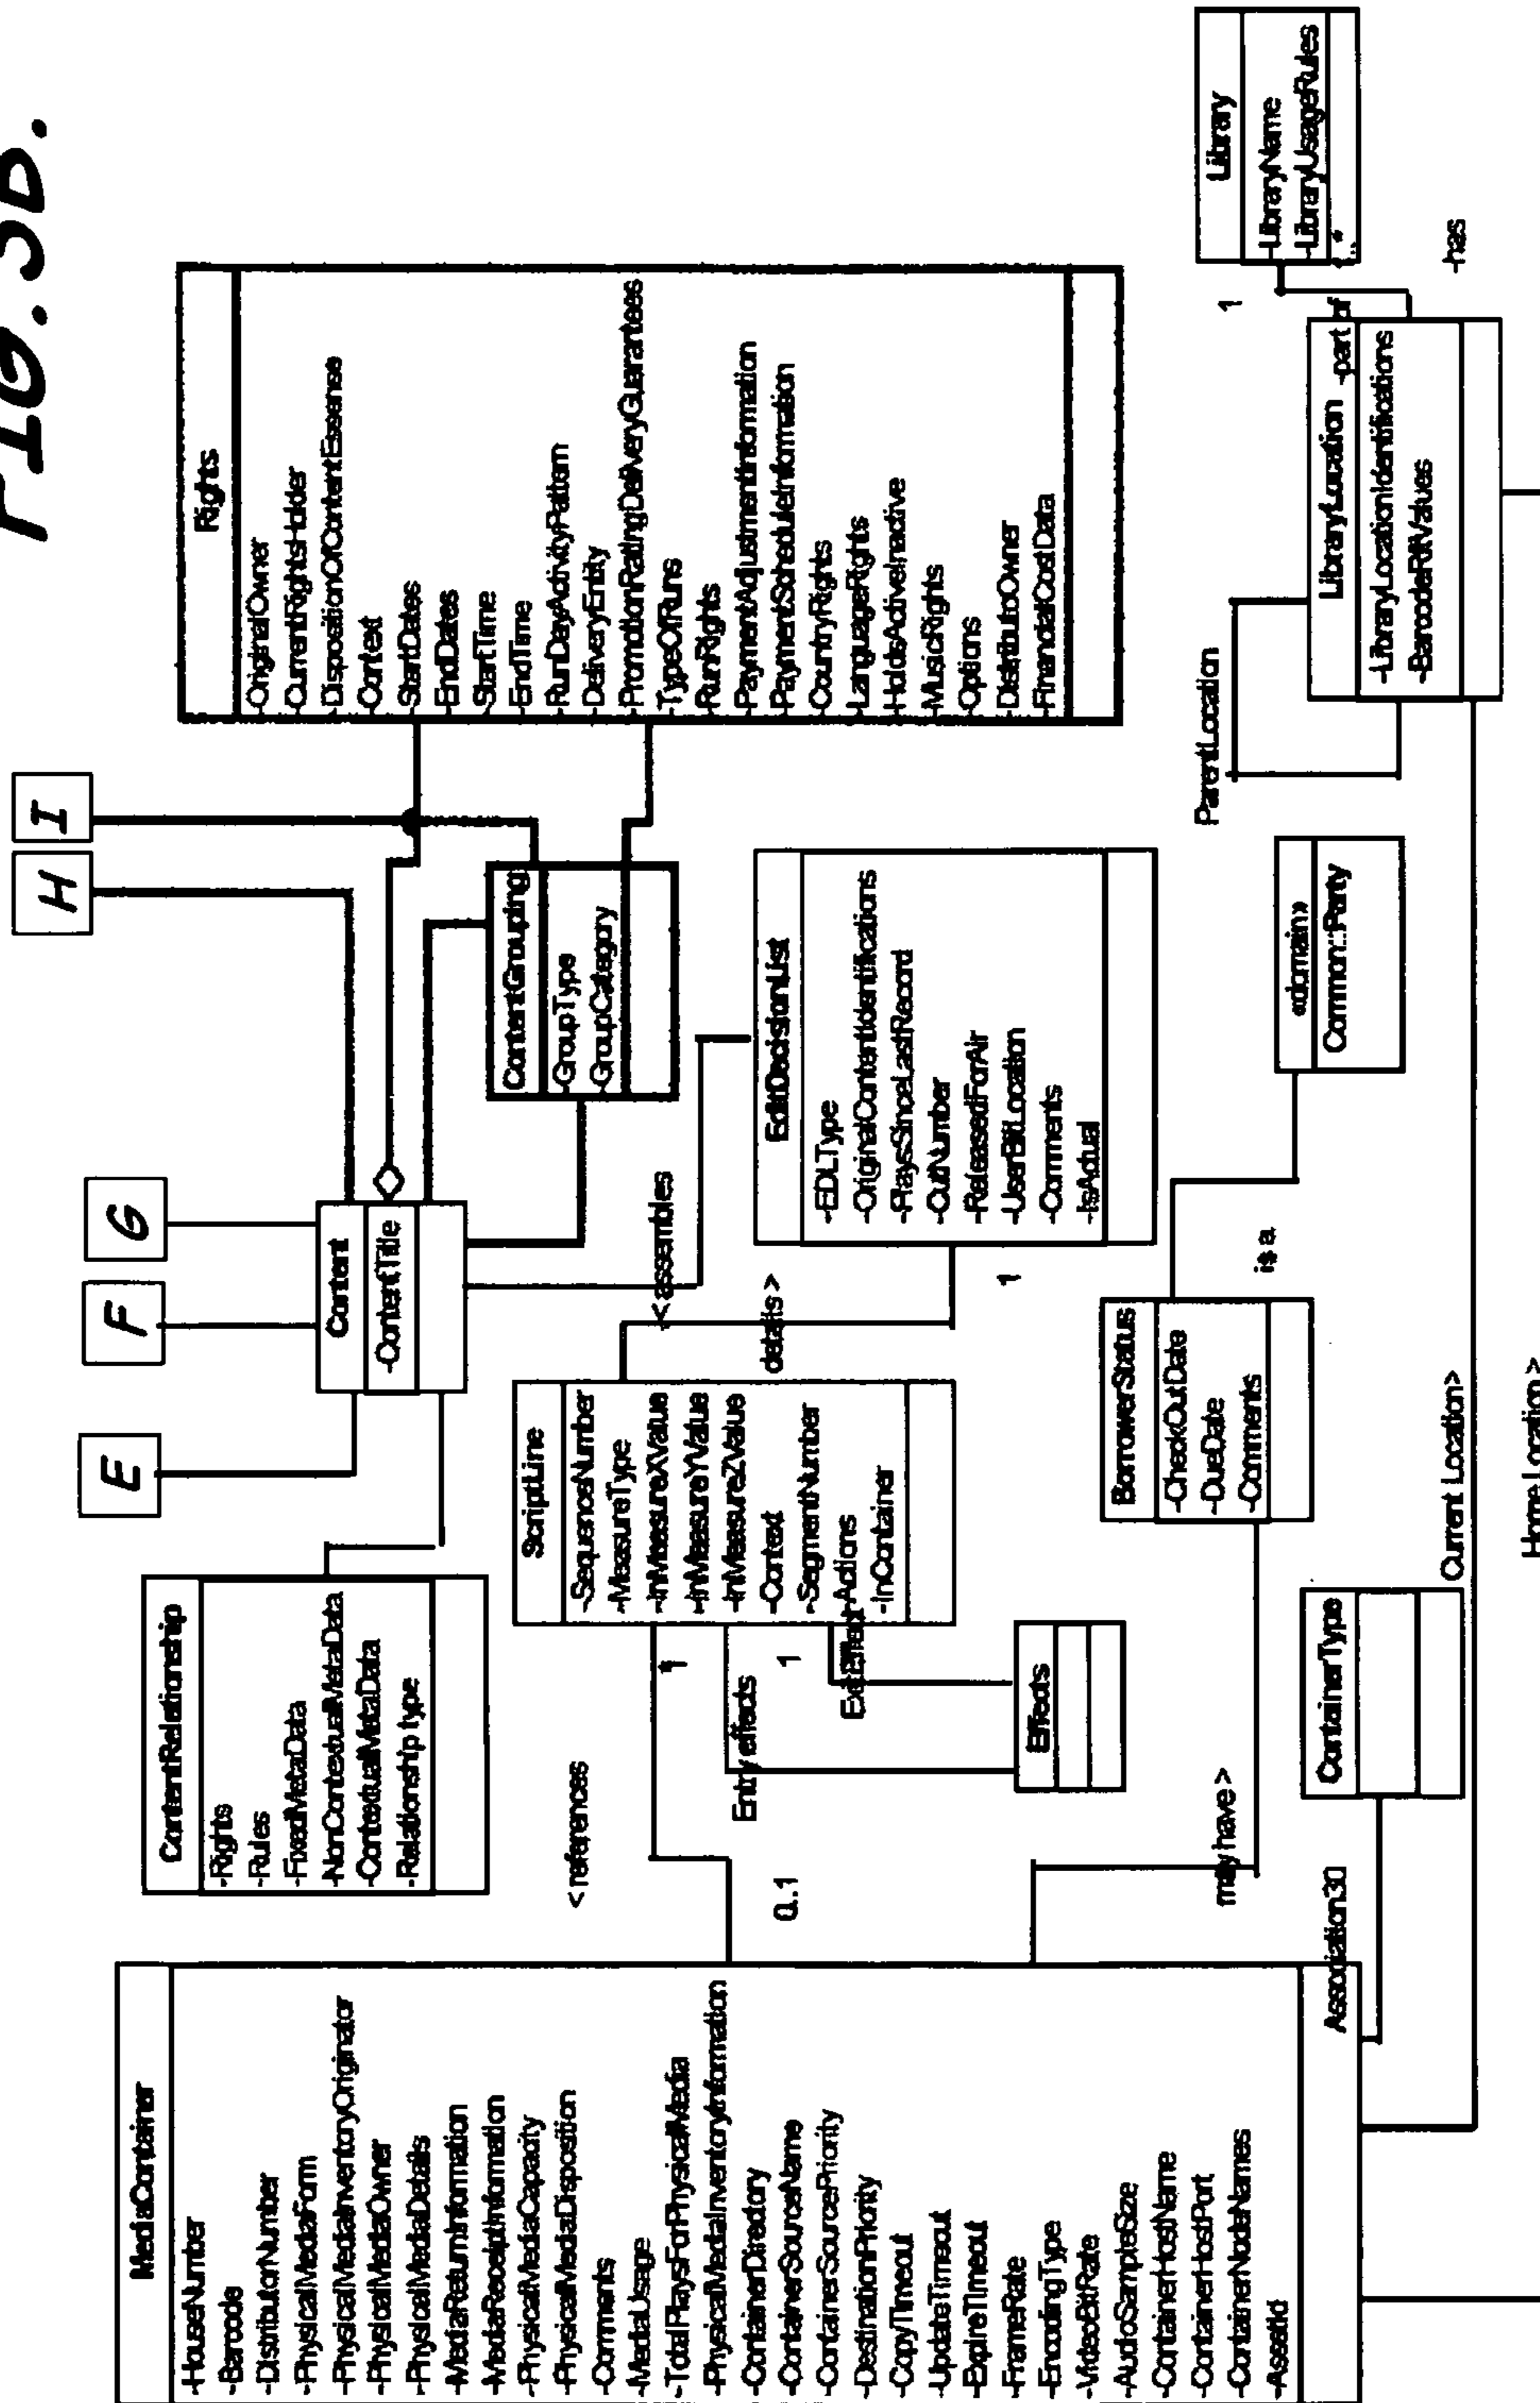 FIG. 3D.
E
F
G
H
I
Content
-ContentTitle
ContentRelationship
-Rights
-Rules
-FixedMetaData
-NonContextualMetaData
-ContextualMetaData
-Relationship type
Rights
-OriginalOwner
-CurrentRightsHolder
-DispositionOfContentEssense
-Context
-StartDates
-EndDates
-StartTime
-EndTime
-RunDayActivityPattern
-DeliveryEntity
-PromotionRatingDeliveryGuarantees
-TypeOfRuns
-RunRights
-PaymentAdjustmentInformation
-PaymentScheduleInformation
-CountryRights
-LanguageRights
-HoldsActiveInactive
-MusicRights
-Options
-DistributoOwner
-FinancialCostData
ContentGrouping
-GroupType
-GroupCategory
MediaContainer
-HouseNumber
-Barcode
-DistributorNumber
-PhysicalMediaForm
-PhysicalMediaInventoryOriginator
-PhysicalMediaOwner
-PhysicalMediaDetails
-MediaReturnInformation
-MediaReceiptInformation
-PhysicalMediaCapacity
-PhysicalMediaDisposition
-Comments
-MediaUsage
-TotalPlaysForPhysicalMedia
-PhysicalMediaInventoryInformation
-ContainerDirectory
-ContainerSourceName
-ContainerSourcePriority
-DestinationPriority
-CopyTimeout
-UpdateTimeout
-ExpireTimeout
-FrameRate
-EncodingType
-VideoBitRate
-AudioSampleSize
-ContainerHostName
-ContainerHostPort
-ContainerNodeNames
-AssetId
ScriptLine
-SequenceNumber
-MeasureType
-InMeasureXValue
-InMeasureYValue
-InMeasureZValue
-Context
-SegmentNumber
-Actions
-InContainer
< references
1
0..1
Entry effects
1
Exit Effect
< assembles
details >
1
EditDecisionList
-EDLType
-OriginalContentIdentifications
-PlaysSinceLastRecord
-CutNumber
-ReleasedForAir
-UserBitLocation
-Comments
-IsActual
Effects
BorrowerStatus
-CheckOutDate
-DueDate
-Comments
may have >
is a
«domain»
Common::Party
ContainerType
Association30
Current Location>
Home Location >
ParentLocation
LibraryLocation
-part of
-LibraryLocationIdentifications
-BarcodeRfValues
1
Library
-LibraryName
-LibraryUsageRules
-has